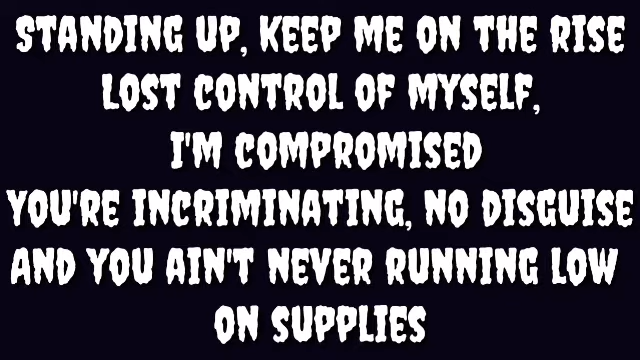 STANDING UP, KEEP ME ON THE RISE
LOST CONTROL OF MYSELF,
I'M COMPROMISED
YOU'RE INCRIMINATING, NO DISGUISE
AND YOU AIN'T NEVER RUNNING LOW
ON SUPPLIES